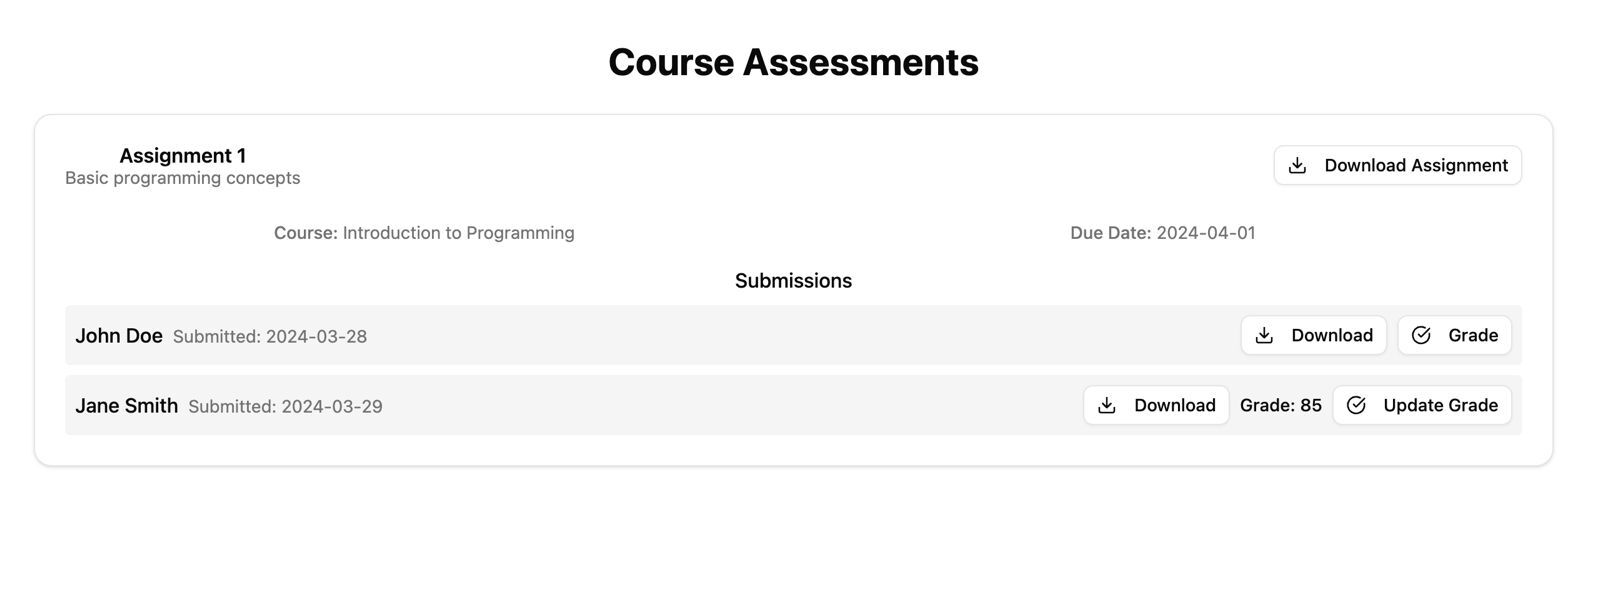 Course Assessments
Assignment 1
Basic programming concepts
Download Assignment
Course: Introduction to Programming
Due Date: 2024-04-01
Submissions
John Doe Submitted: 2024-03-28 Download Grade
Jane Smith Submitted: 2024-03-29 Download Grade: 85 Update Grade